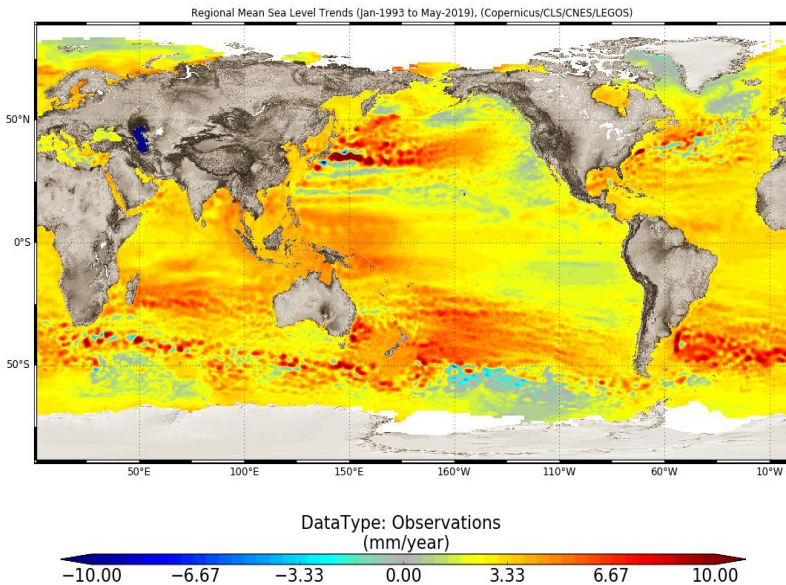 Regional Mean Sea Level Trends (Jan-1993 to May-2019), (Copernicus/CLS/CNES/LEGOS)
50°N
0°S
50°S
50°E 100°E 150°E 160°W 110°W 60°W 10°W
DataType: Observations
(mm/year)
−10.00 −6.67 −3.33 0.00 3.33 6.67 10.00